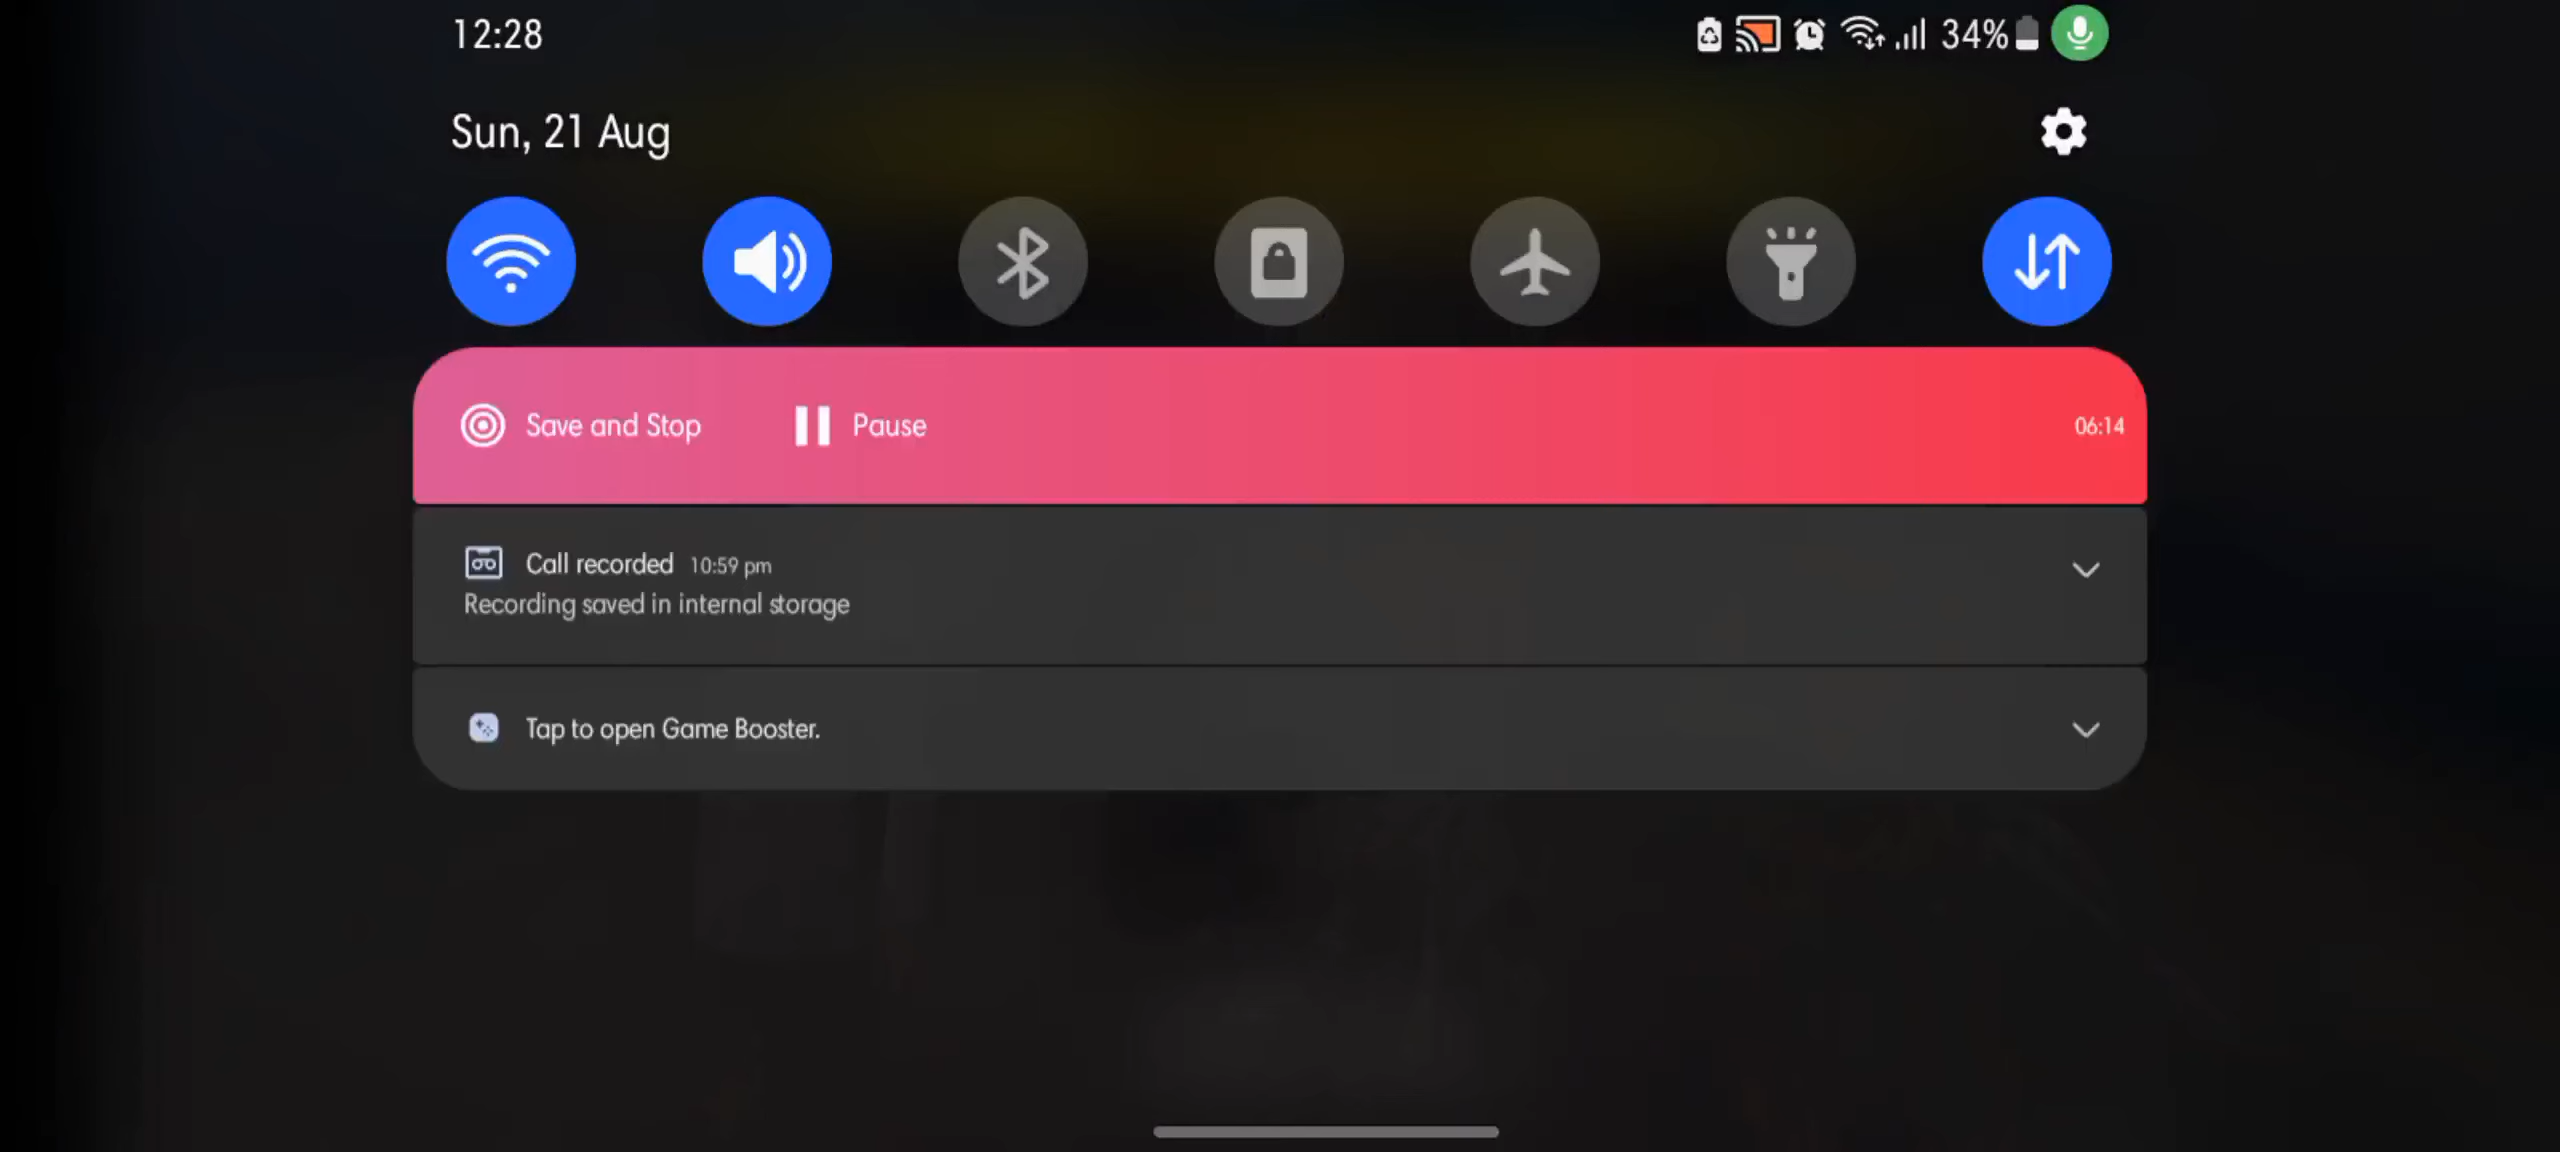 12:28
34%
Sun, 21 Aug
Save and Stop
Pause
06:14
Call recorded 10:59 pm
Recording saved in internal storage
Tap to open Game Booster.